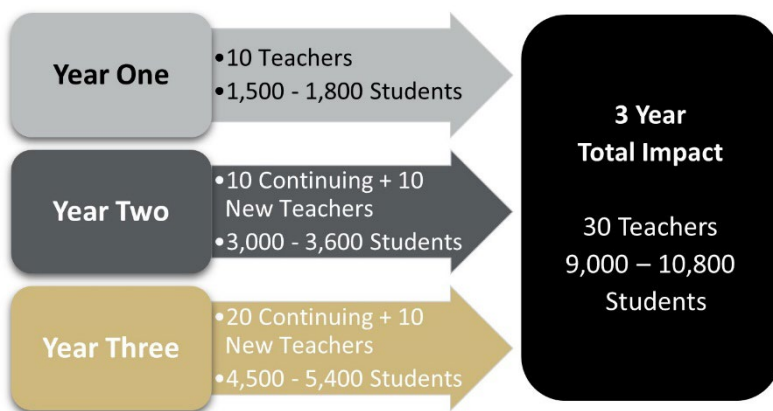 Year One
•10 Teachers
•1,500 - 1,800 Students
Year Two
•10 Continuing + 10
New Teachers
•3,000 - 3,600 Students
Year Three
•20 Continuing + 10
New Teachers
•4,500 - 5,400 Students
3 Year
Total Impact
30 Teachers
9,000 – 10,800
Students